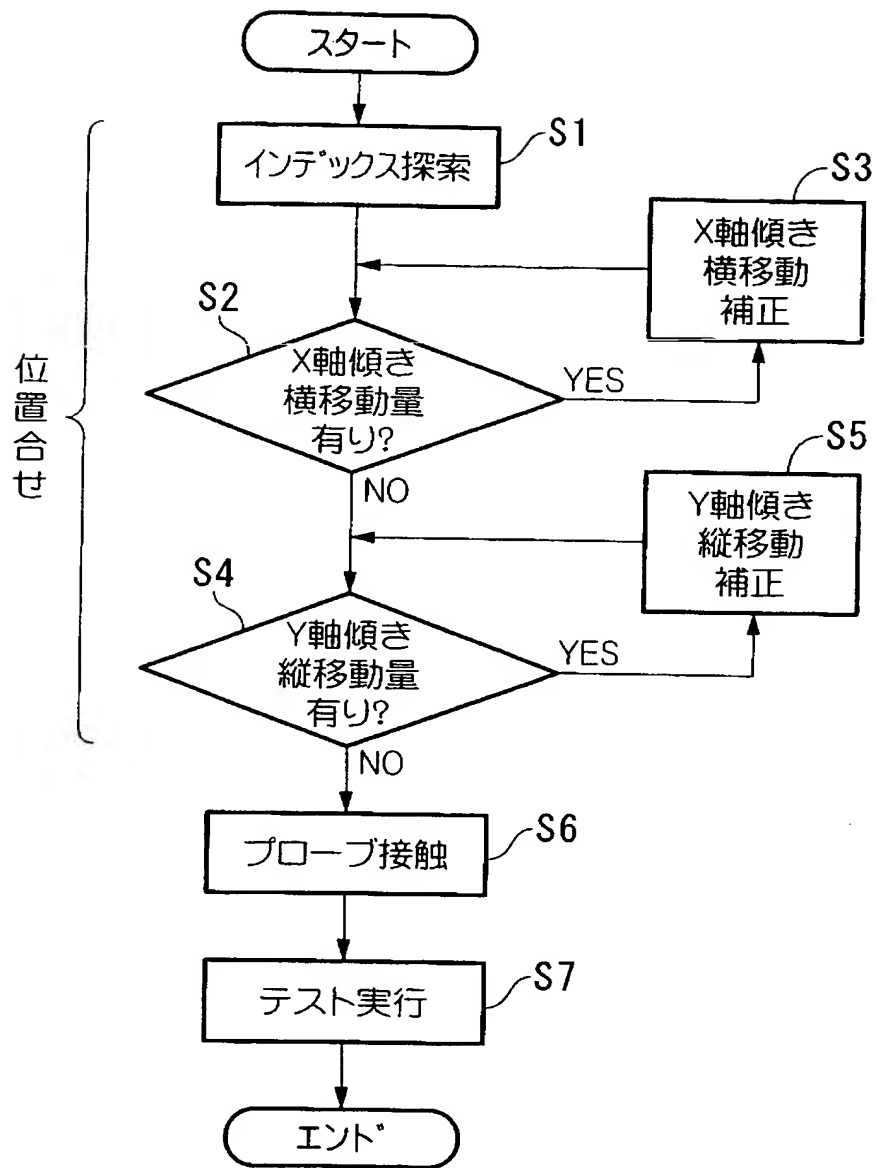 スタート
S1
インデックス探索
S3
X軸傾き
横移動
補正
S2
X軸傾き
横移動量
有り?
YES
NO
位置合せ
S5
Y軸傾き
縦移動
補正
S4
Y軸傾き
縦移動量
有り?
YES
NO
S6
プローブ接触
S7
テスト実行
エンド